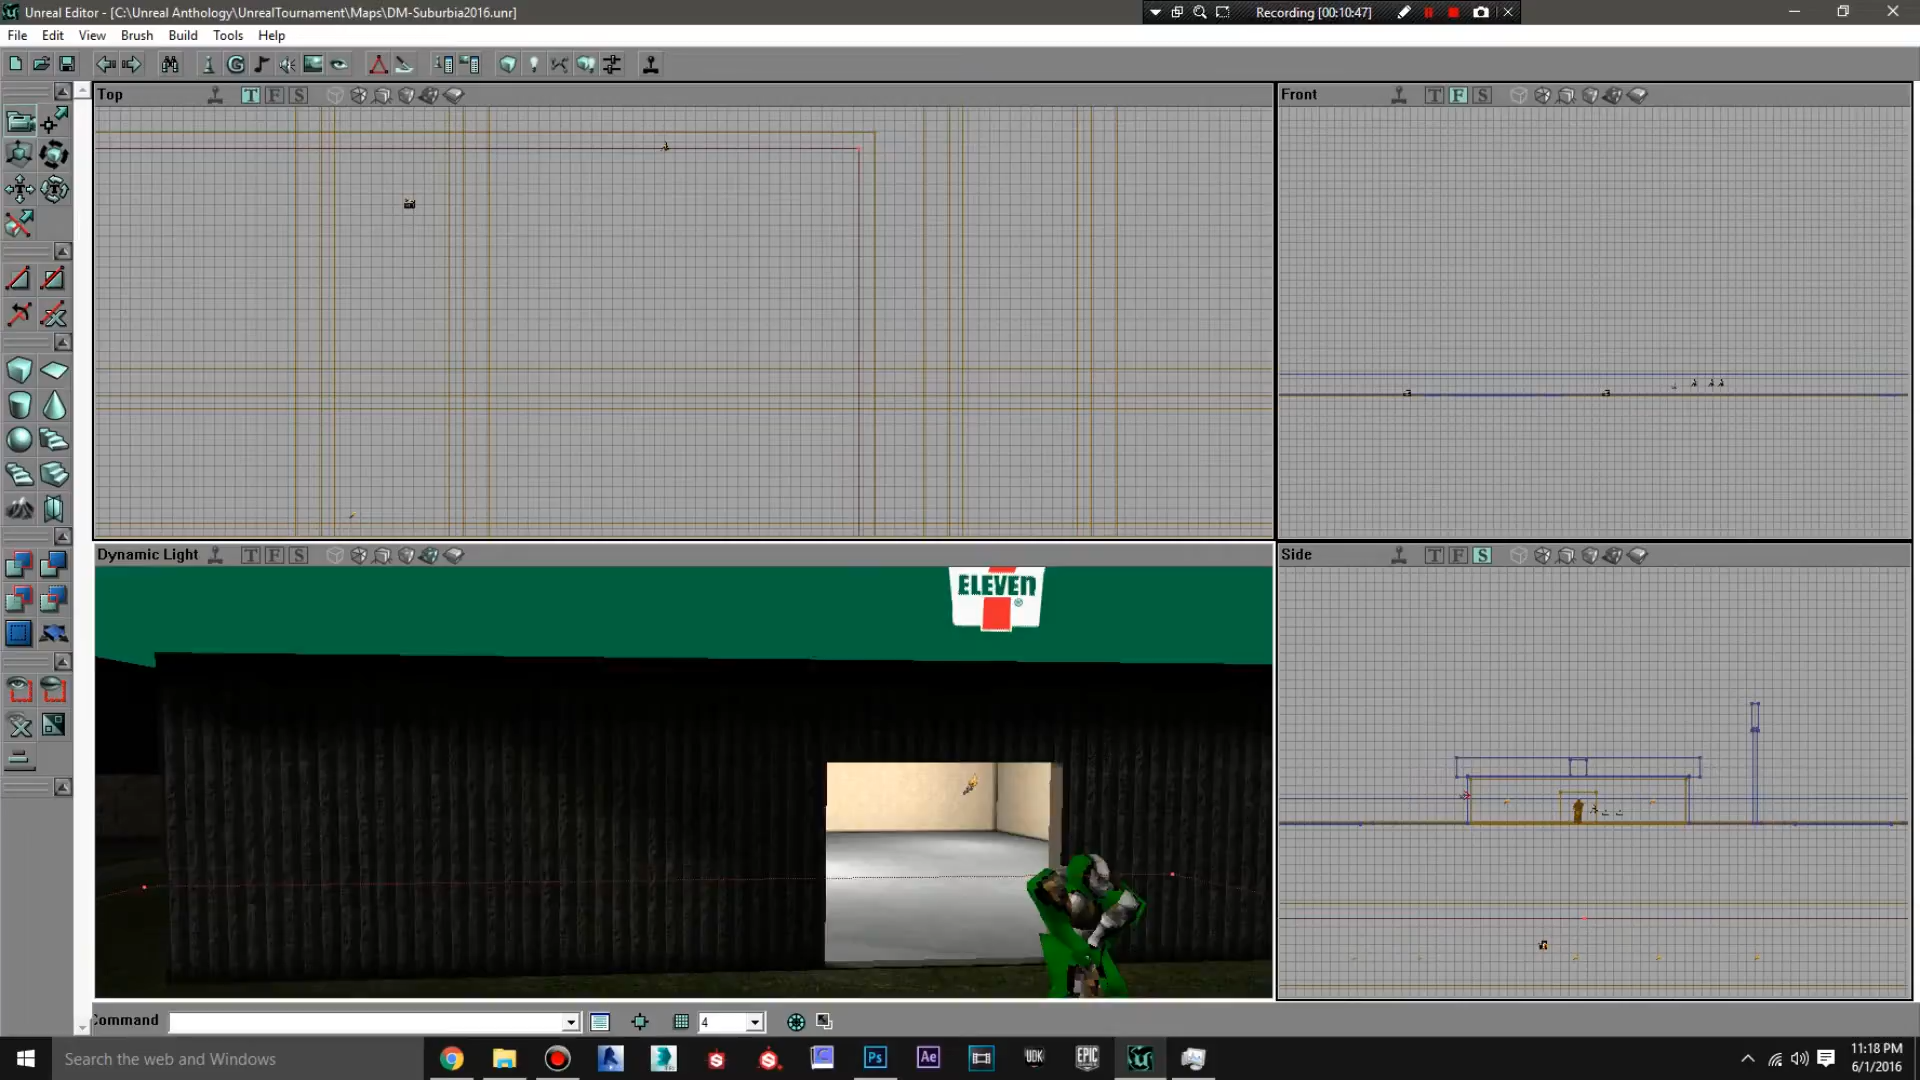 Unreal Editor - [C:\Unreal Anthology\UnrealTournament\Maps\DM-Suburbia2016.unr]
Recording [00:10:47]
File Edit View Brush Build Tools Help
Top T F S
Front T F S
Dynamic Light T F S
Side T F S
ELEVEn ®
Command
4
Search the web and Windows
Ps
Ae
UDK
EPIC
11:18 PM
6/1/2016